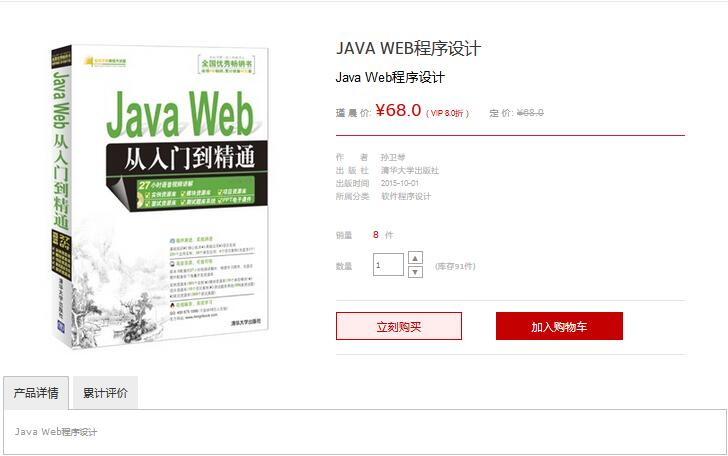 JAVA WEB程序设计
Java Web程序设计
瑾 晨 价: ¥68.0 ( VIP 8.0折 ) 定 价: ¥68.0
作 者 孙卫琴
出 版 社 清华大学出版社
出版时间 2015-10-01
所属分类 软件程序设计
销量 8 件
数量 1 (库存91件)
立刻购买 加入购物车
全国优秀畅销书
Java Web
从入门到精通
27小时语音视频讲解
实例资源库 模块资源库 项目资源库
面试资源库 测试题库系统 PPT电子课件
清华大学出版社
Java Web 从入门到精通
清华大学出版社
产品详情 累计评价
Java Web程序设计